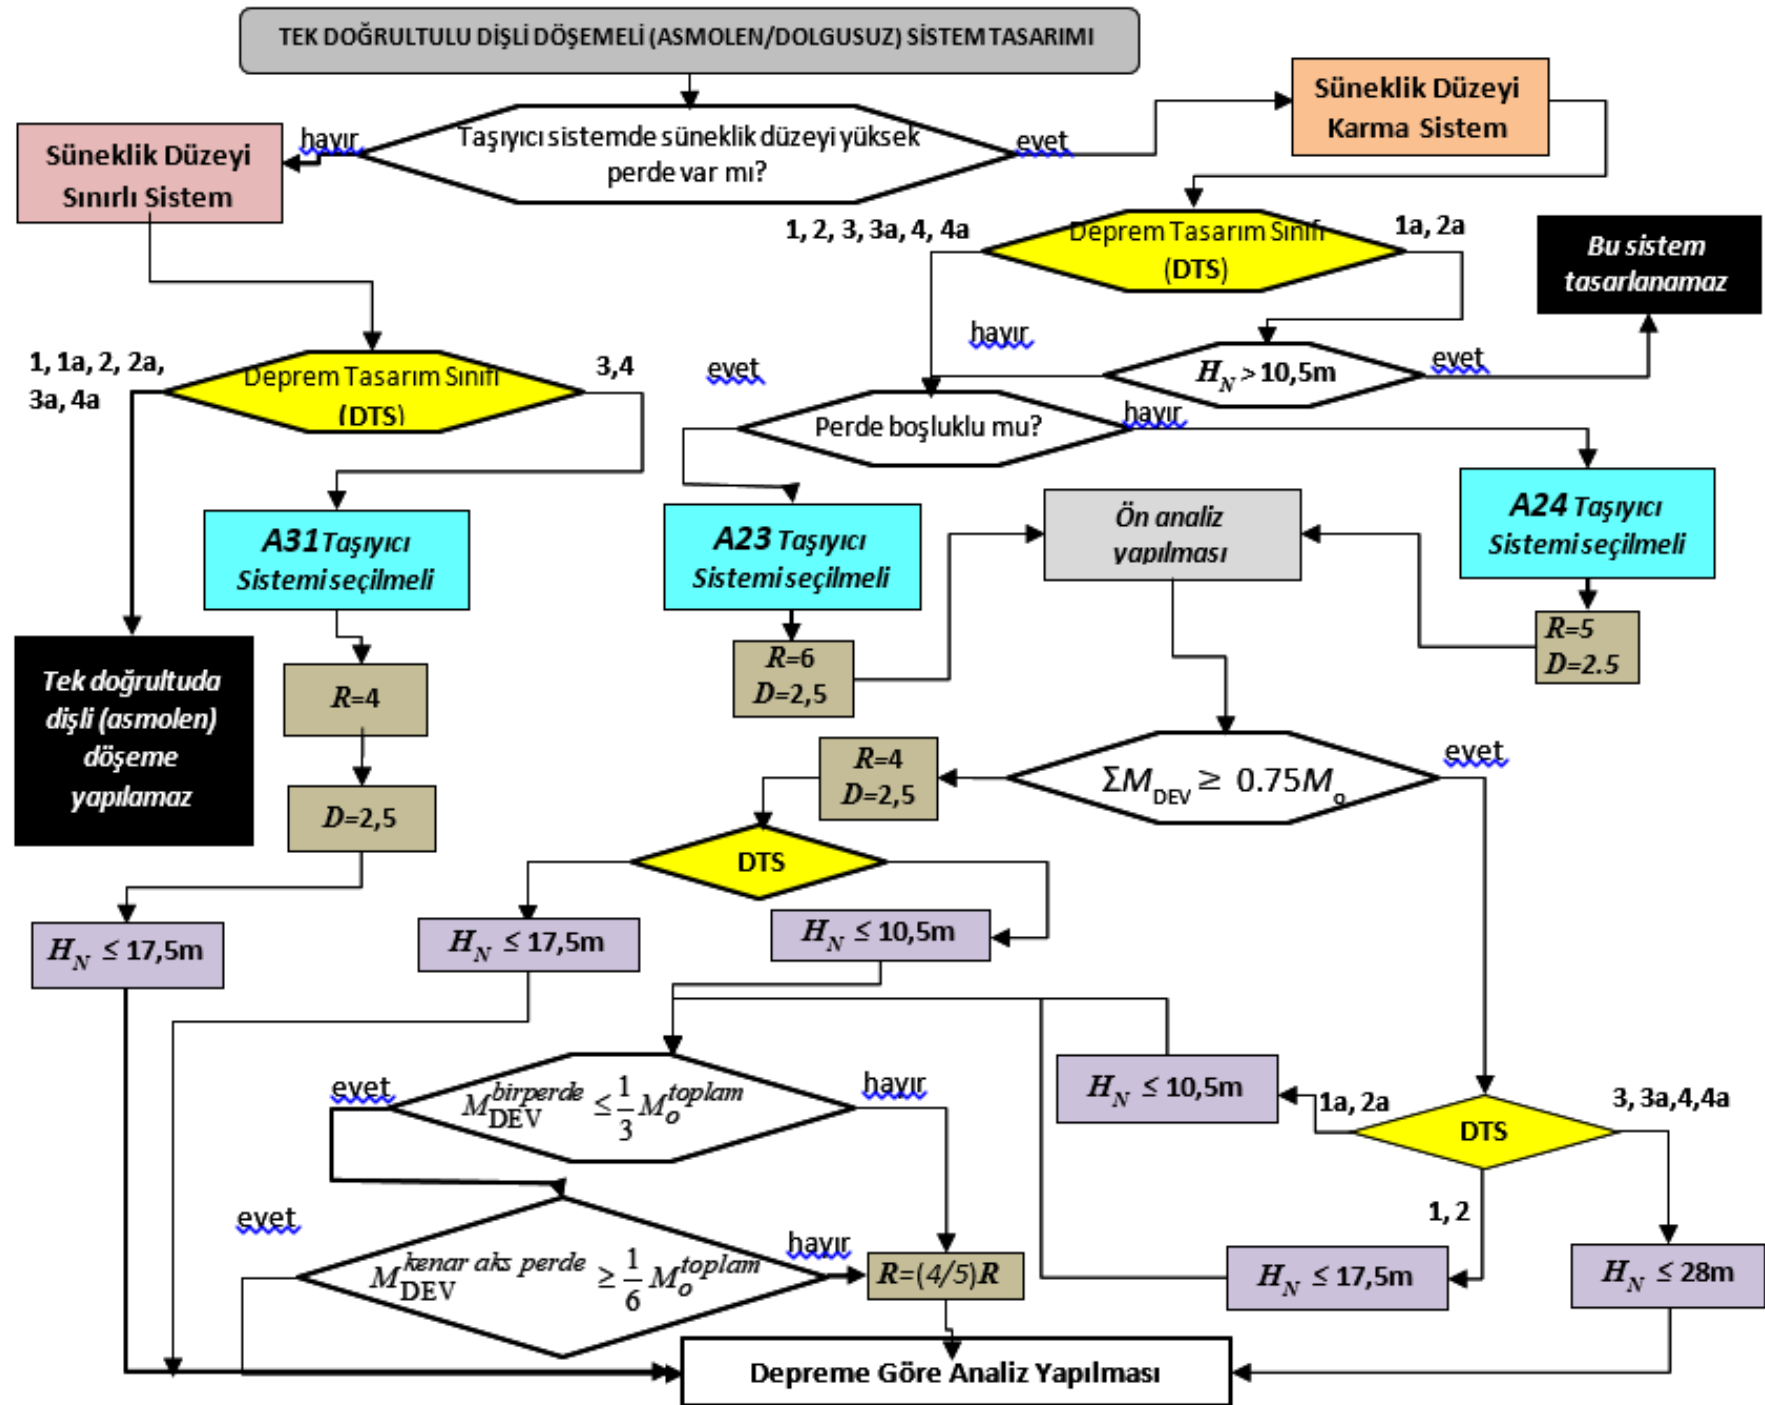 TEK DOĞRULTULU DİŞLİ DÖŞEMELİ (ASMOLEN/DOLGUSUZ) SİSTEM TASARIMI
Süneklik Düzeyi
Karma Sistem
Taşıyıcı sistemde süneklik düzeyi yüksek
perde var mı?
hayır
evet
Süneklik Düzeyi
Sınırlı Sistem
1, 2, 3, 3a, 4, 4a
Deprem Tasarım Sınıfı
(DTS)
1a, 2a
Bu sistem
tasarlanamaz
hayır
H_N > 10,5m
evet
1, 1a, 2, 2a,
3a, 4a
Deprem Tasarım Sınıfı
(DTS)
3,4
evet
Perde boşluklu mu?
hayır
A31 Taşıyıcı
Sistemi seçilmeli
A23 Taşıyıcı
Sistemi seçilmeli
Ön analiz
yapılması
A24 Taşıyıcı
Sistemi seçilmeli
R=6
D=2,5
R=5
D=2.5
Tek doğrultuda
dişli (asmolen)
döşeme
yapılamaz
R=4
D=2,5
R=4
D=2,5
ΣM_DEV ≥ 0.75M_o
evet
DTS
H_N ≤ 17,5m
H_N ≤ 17,5m
H_N ≤ 10,5m
evet
M_DEV^birperde ≤ 1/3 M_o^toplam
hayır
H_N ≤ 10,5m
1a, 2a
DTS
3, 3a,4,4a
1, 2
evet
M_DEV^kenar aks perde ≥ 1/6 M_o^toplam
hayır
R=(4/5)R
H_N ≤ 17,5m
H_N ≤ 28m
Depreme Göre Analiz Yapılması